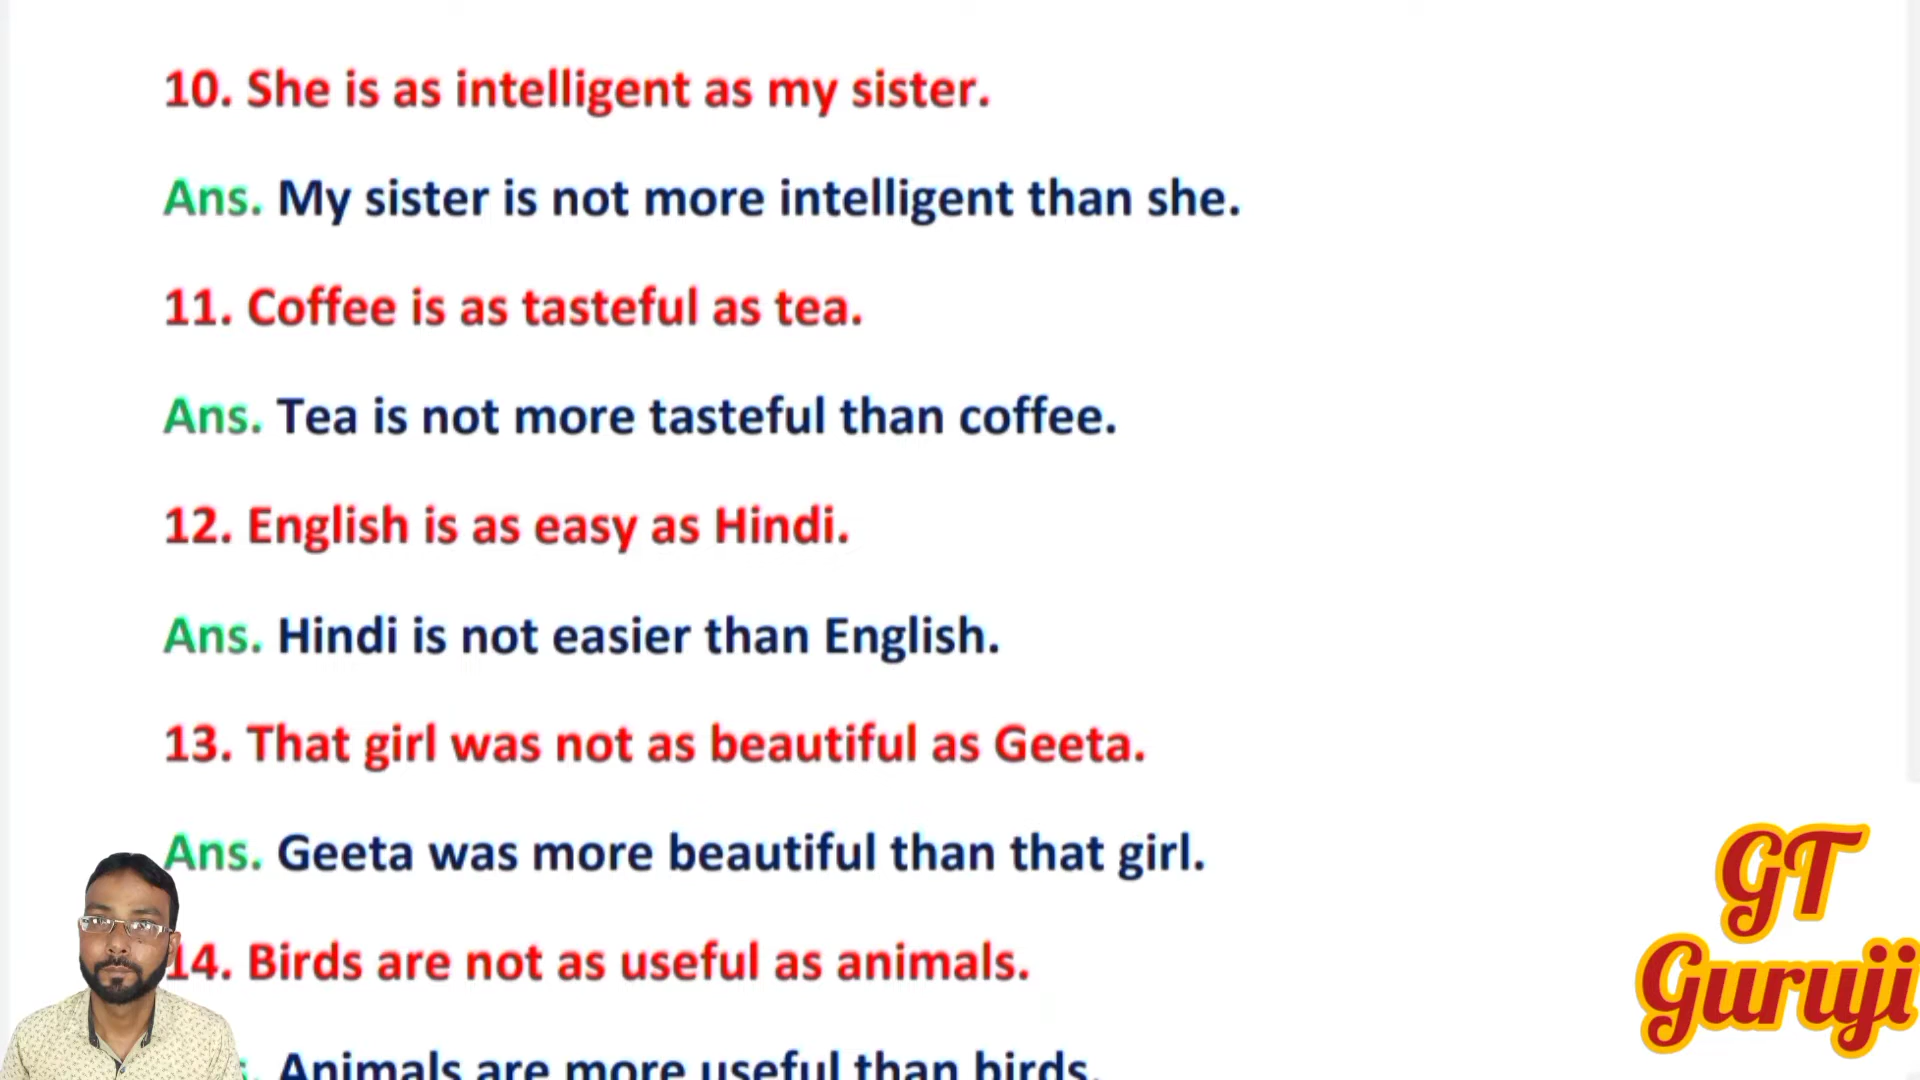 10. She is as intelligent as my sister.
Ans. My sister is not more intelligent than she.
11. Coffee is as tasteful as tea.
Ans. Tea is not more tasteful than coffee.
12. English is as easy as Hindi.
Ans. Hindi is not easier than English.
13. That girl was not as beautiful as Geeta.
Ans. Geeta was more beautiful than that girl.
14. Birds are not as useful as animals.
s. Animals are more useful than birds.
GT
Guruji